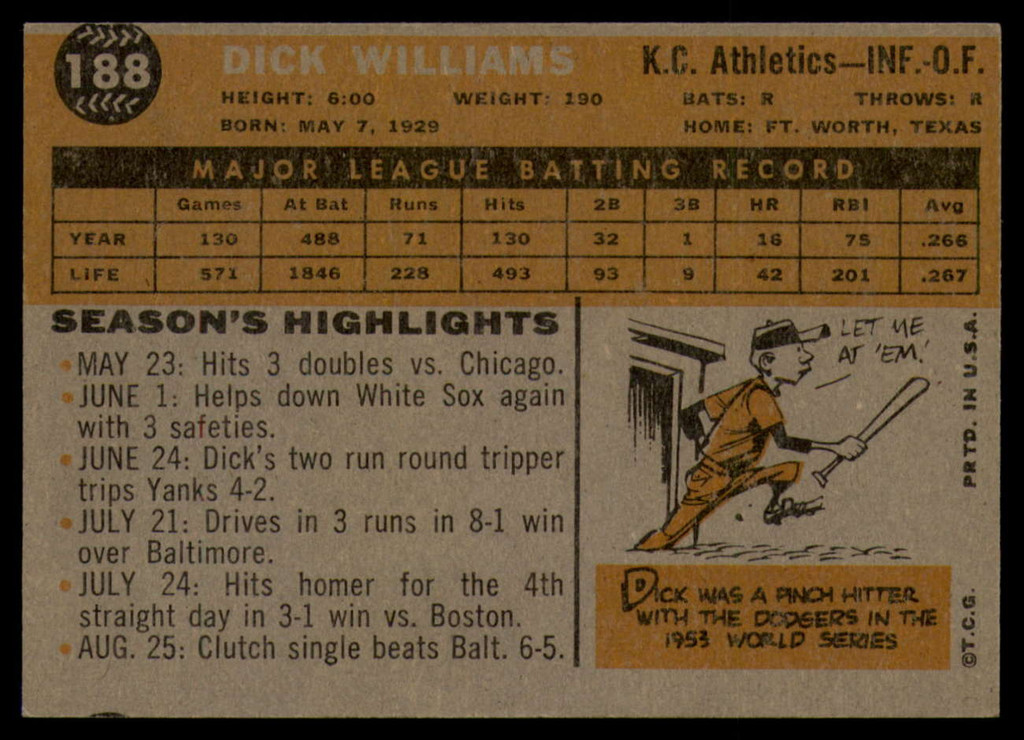 188
DICK WILLIAMS
K.C. Athletics—INF.-O.F.
HEIGHT: 6:00 WEIGHT: 190 BATS: R THROWS: R
BORN: MAY 7, 1929 HOME: FT. WORTH, TEXAS
MAJOR LEAGUE BATTING RECORD
Games At Bat Runs Hits 2B 3B HR RBI Avg
YEAR 130 488 71 130 32 1 16 75 .266
LIFE 571 1846 228 493 93 9 42 201 .267
SEASON'S HIGHLIGHTS
• MAY 23: Hits 3 doubles vs. Chicago.
• JUNE 1: Helps down White Sox again
with 3 safeties.
• JUNE 24: Dick's two run round tripper
trips Yanks 4-2.
• JULY 21: Drives in 3 runs in 8-1 win
over Baltimore.
• JULY 24: Hits homer for the 4th
straight day in 3-1 win vs. Boston.
• AUG. 25: Clutch single beats Balt. 6-5.
LET ME
AT 'EM!
DICK WAS A PINCH HITTER
WITH THE DODGERS IN THE
1953 WORLD SERIES
PRTD. IN U.S.A.
©T.C.G.